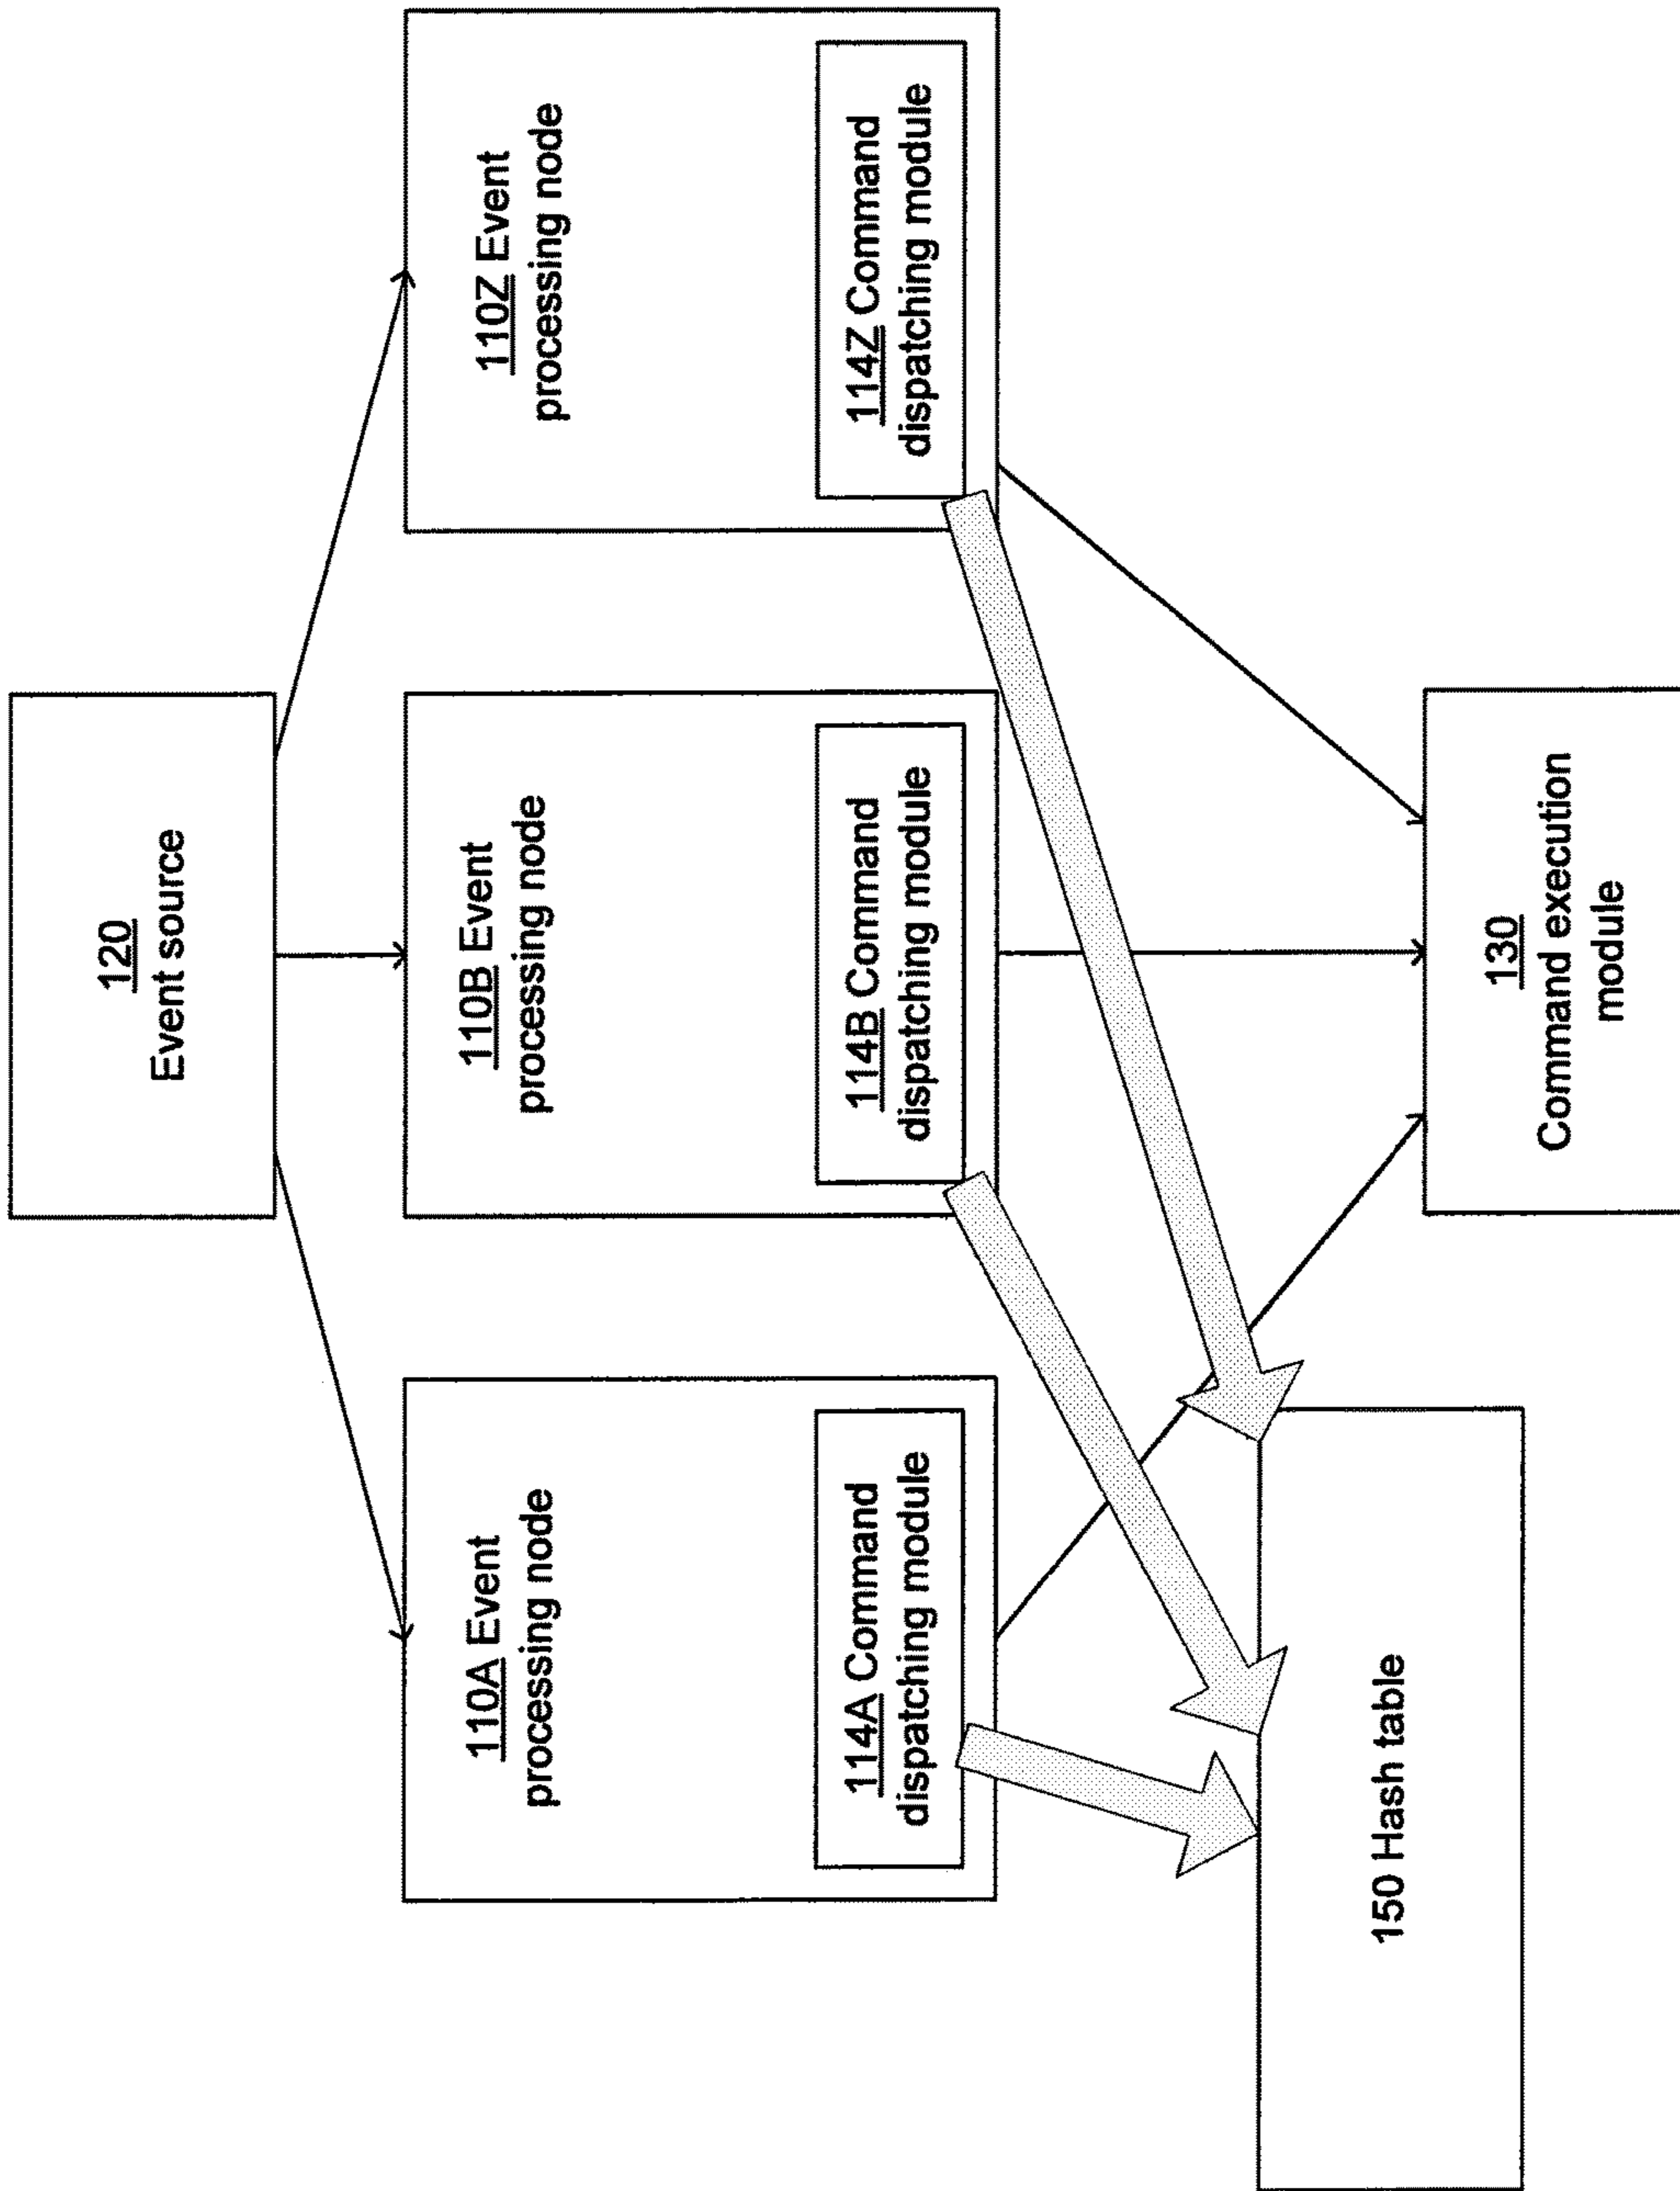 120
Event source
110A Event
processing node
114A Command
dispatching module
110B Event
processing node
114B Command
dispatching module
110Z Event
processing node
114Z Command
dispatching module
150 Hash table
130
Command execution
module